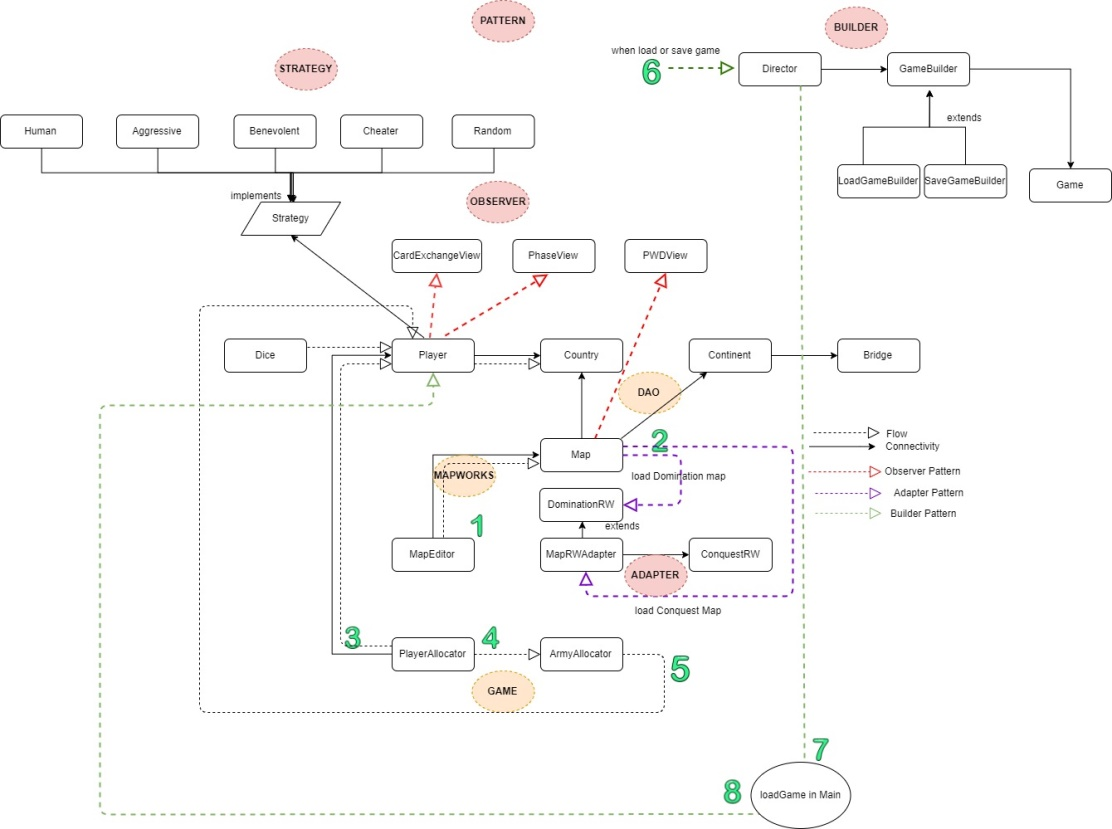 PATTERN
BUILDER
STRATEGY
when load or save game
6
Director
GameBuilder
extends
Human
Aggressive
Benevolent
Cheater
Random
LoadGameBuilder
SaveGameBuilder
Game
implements
Strategy
OBSERVER
CardExchangeView
PhaseView
PWDView
Dice
Player
Country
Continent
Bridge
DAO
2
Map
load Domination map
MAPWORKS
Flow
Connectivity
Observer Pattern
Adapter Pattern
Builder Pattern
DominationRW
extends
1
MapEditor
MapRWAdapter
ConquestRW
ADAPTER
load Conquest Map
3
PlayerAllocator
4
ArmyAllocator
5
GAME
7
8
loadGame in Main